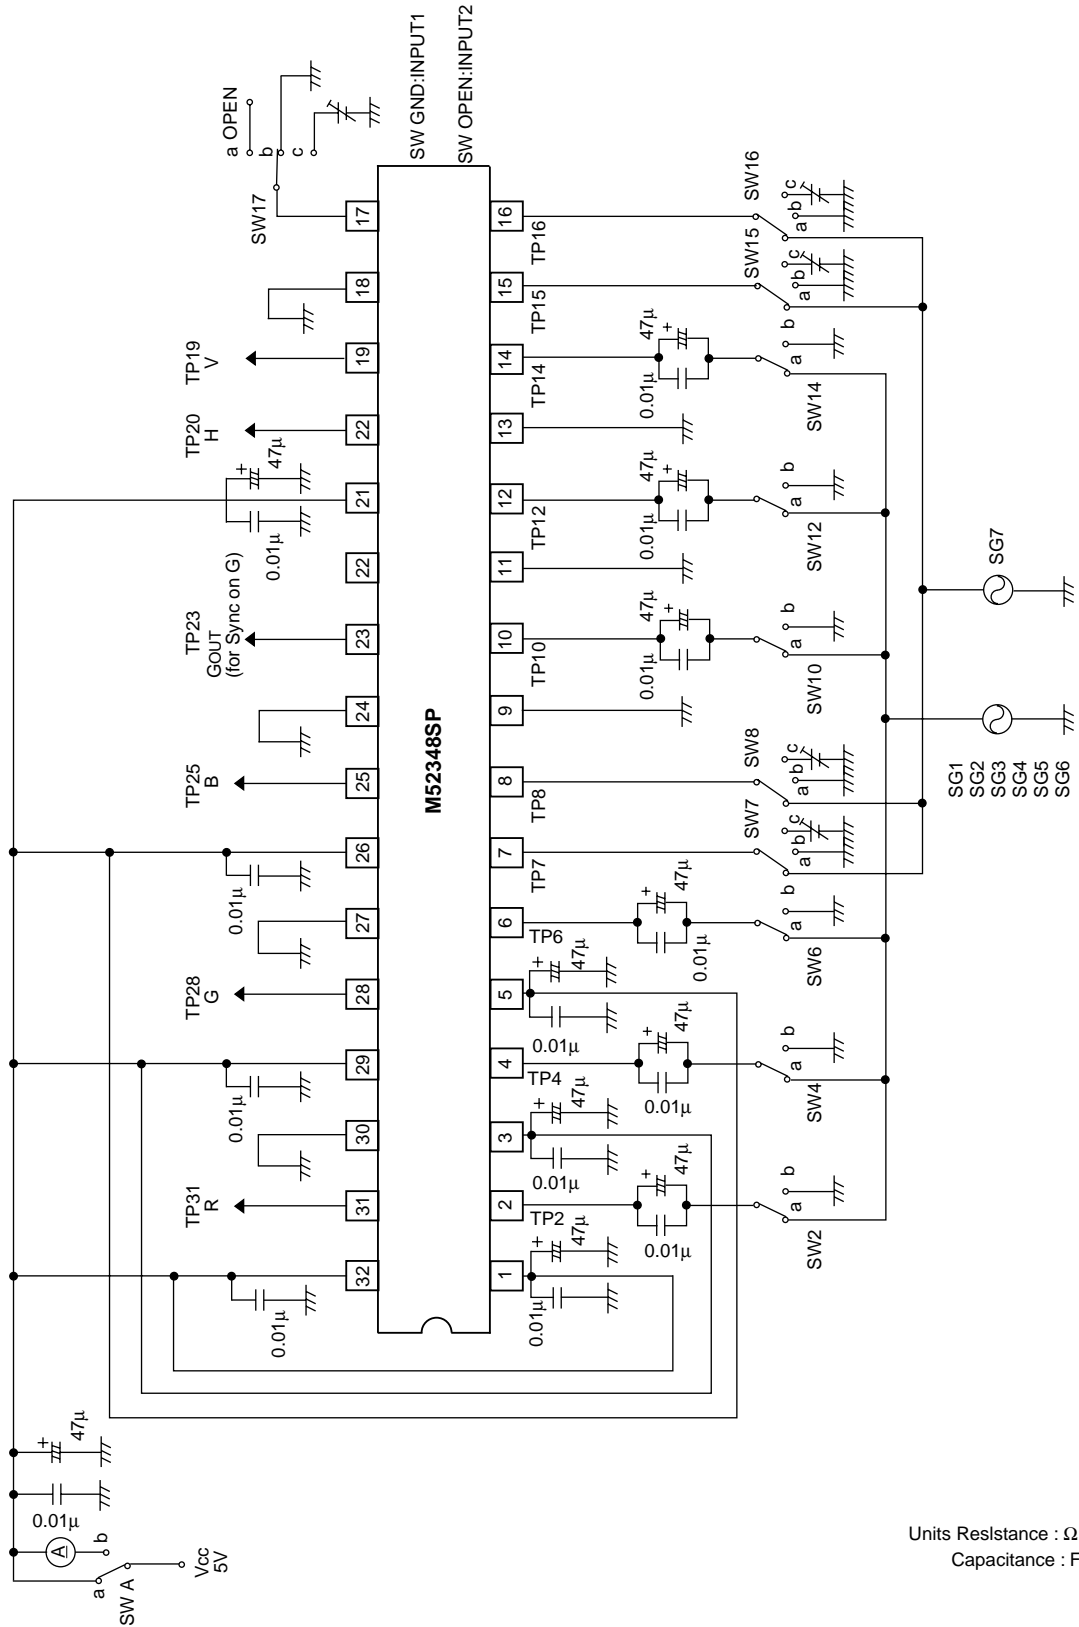 SW GND:INPUT1
SW OPEN:INPUT2
a OPEN
b
c
SW17
TP19
V
TP20
H
47μ
+
0.01μ
TP23
GOUT
(for Sync on G)
TP25
B
0.01μ
TP28
G
0.01μ
TP31
R
0.01μ
17
18
19
22
21
22
23
24
25
26
27
28
29
30
31
32
M52348SP
16
15
14
13
12
11
10
9
8
7
6
5
4
3
2
1
TP16
TP15
TP14
TP12
TP10
TP8
TP7
TP6
TP4
TP2
+
47μ
0.01μ
+
47μ
0.01μ
+
47μ
0.01μ
+
47μ
0.01μ
+
47μ
0.01μ
+
47μ
0.01μ
+
47μ
0.01μ
+
47μ
0.01μ
+
47μ
0.01μ
SW16
a
b
c
SW15
a
b
c
SW14
a
b
SW12
a
b
SW10
a
b
SW8
a
b
c
SW7
a
b
c
SW6
a
b
SW4
a
b
SW2
a
b
SG7
SG1
SG2
SG3
SG4
SG5
SG6
+
47μ
0.01μ
A
a
b
SW A
Vcc
5V
Units ResIstance : Ω
Capacitance : F